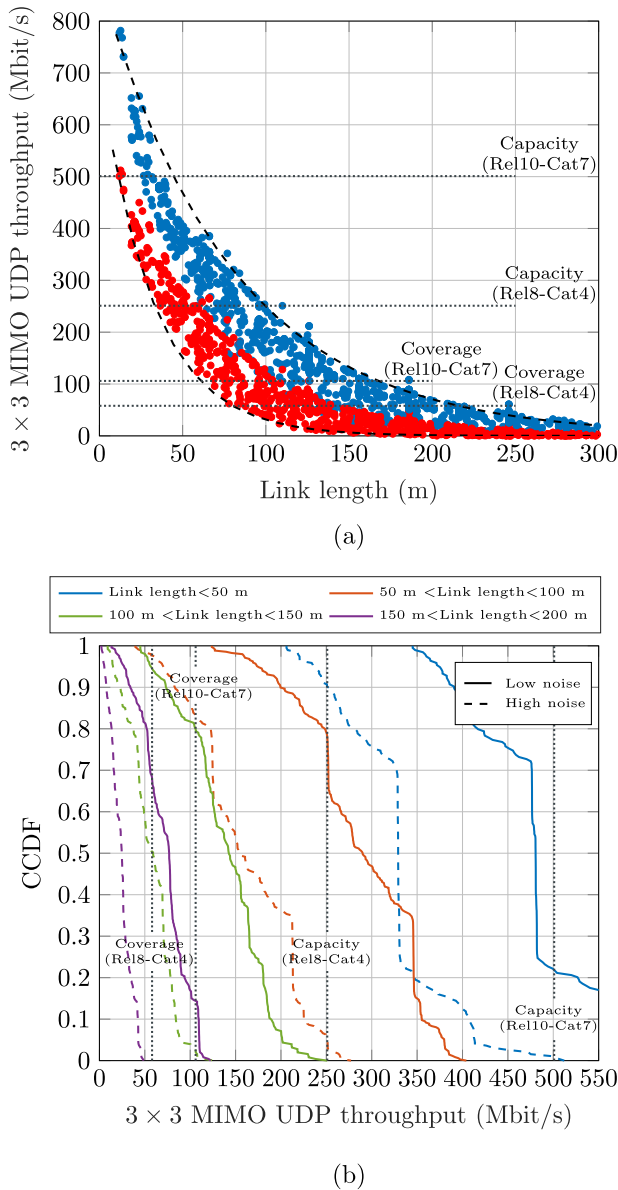 800
700
600
500
400
300
200
100
0
3 × 3 MIMO UDP throughput (Mbit/s)
Capacity
(Rel10-Cat7)
Capacity
(Rel8-Cat4)
Coverage
(Rel10-Cat7)
Coverage
(Rel8-Cat4)
0 50 100 150 200 250 300
Link length (m)
(a)
Link length<50 m
50 m <Link length<100 m
100 m <Link length<150 m
150 m<Link length<200 m
1
0.9
0.8
0.7
0.6
0.5
0.4
0.3
0.2
0.1
0
CCDF
Coverage
(Rel10-Cat7)
Low noise
High noise
Coverage
(Rel8-Cat4)
Capacity
(Rel8-Cat4)
Capacity
(Rel10-Cat7)
0 50 100 150 200 250 300 350 400 450 500 550
3 × 3 MIMO UDP throughput (Mbit/s)
(b)